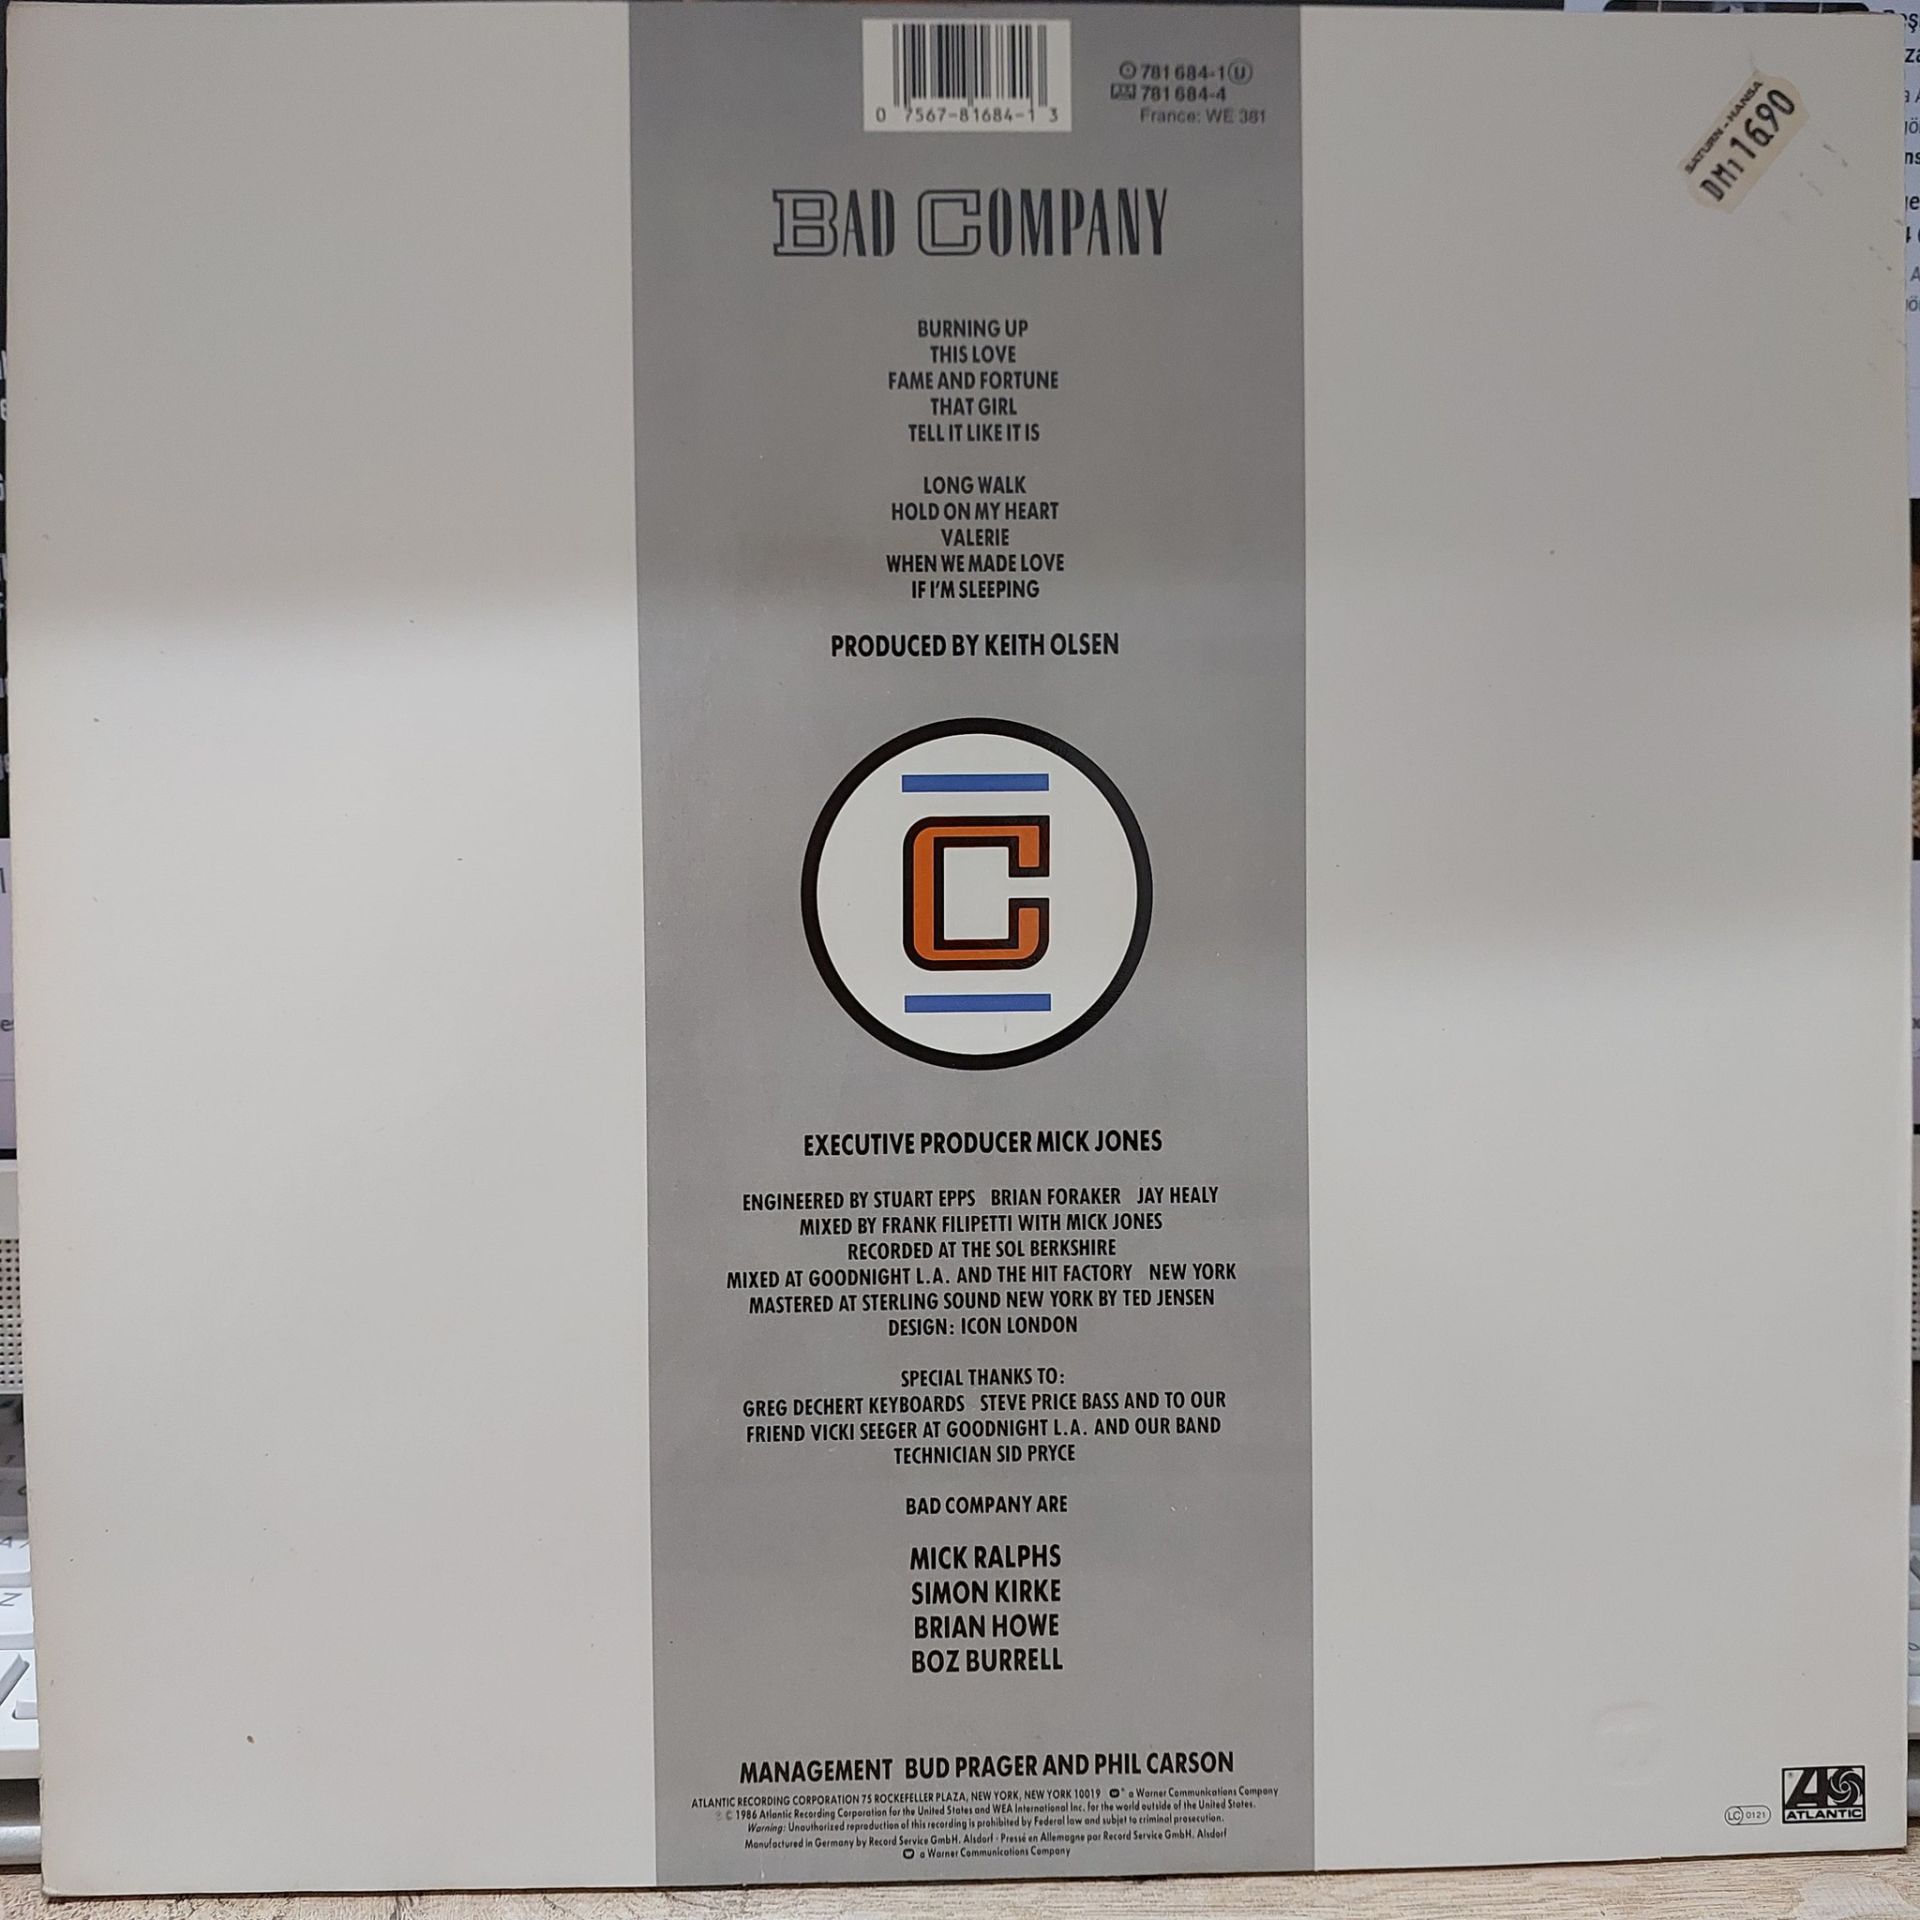 0 7567-81684-1 3
781 684-1 U
781 684-4
France: WE 381
SATURN-HANSA
DM 16.90
BAD COMPANY
BURNING UP
THIS LOVE
FAME AND FORTUNE
THAT GIRL
TELL IT LIKE IT IS
LONG WALK
HOLD ON MY HEART
VALERIE
WHEN WE MADE LOVE
IF I'M SLEEPING
PRODUCED BY KEITH OLSEN
C
EXECUTIVE PRODUCER MICK JONES
ENGINEERED BY STUART EPPS BRIAN FORAKER JAY HEALY
MIXED BY FRANK FILIPETTI WITH MICK JONES
RECORDED AT THE SOL BERKSHIRE
MIXED AT GOODNIGHT L.A. AND THE HIT FACTORY NEW YORK
MASTERED AT STERLING SOUND NEW YORK BY TED JENSEN
DESIGN: ICON LONDON
SPECIAL THANKS TO:
GREG DECHERT KEYBOARDS STEVE PRICE BASS AND TO OUR
FRIEND VICKI SEEGER AT GOODNIGHT L.A. AND OUR BAND
TECHNICIAN SID PRYCE
BAD COMPANY ARE
MICK RALPHS
SIMON KIRKE
BRIAN HOWE
BOZ BURRELL
MANAGEMENT BUD PRAGER AND PHIL CARSON
ATLANTIC RECORDING CORPORATION 75 ROCKEFELLER PLAZA, NEW YORK, NEW YORK 10019 a Warner Communications Company
© 1986 Atlantic Recording Corporation for the United States and WEA International Inc. for the world outside of the United States.
Warning: Unauthorized reproduction of this recording is prohibited by Federal law and subjet to criminal prosecution.
Manufactured in Germany by Record Service GmbH. Alsdorf · Pressé en Allemagne par Record Service GmbH. Alsdorf
a Warner Communications Company
LC 0121
ATLANTIC